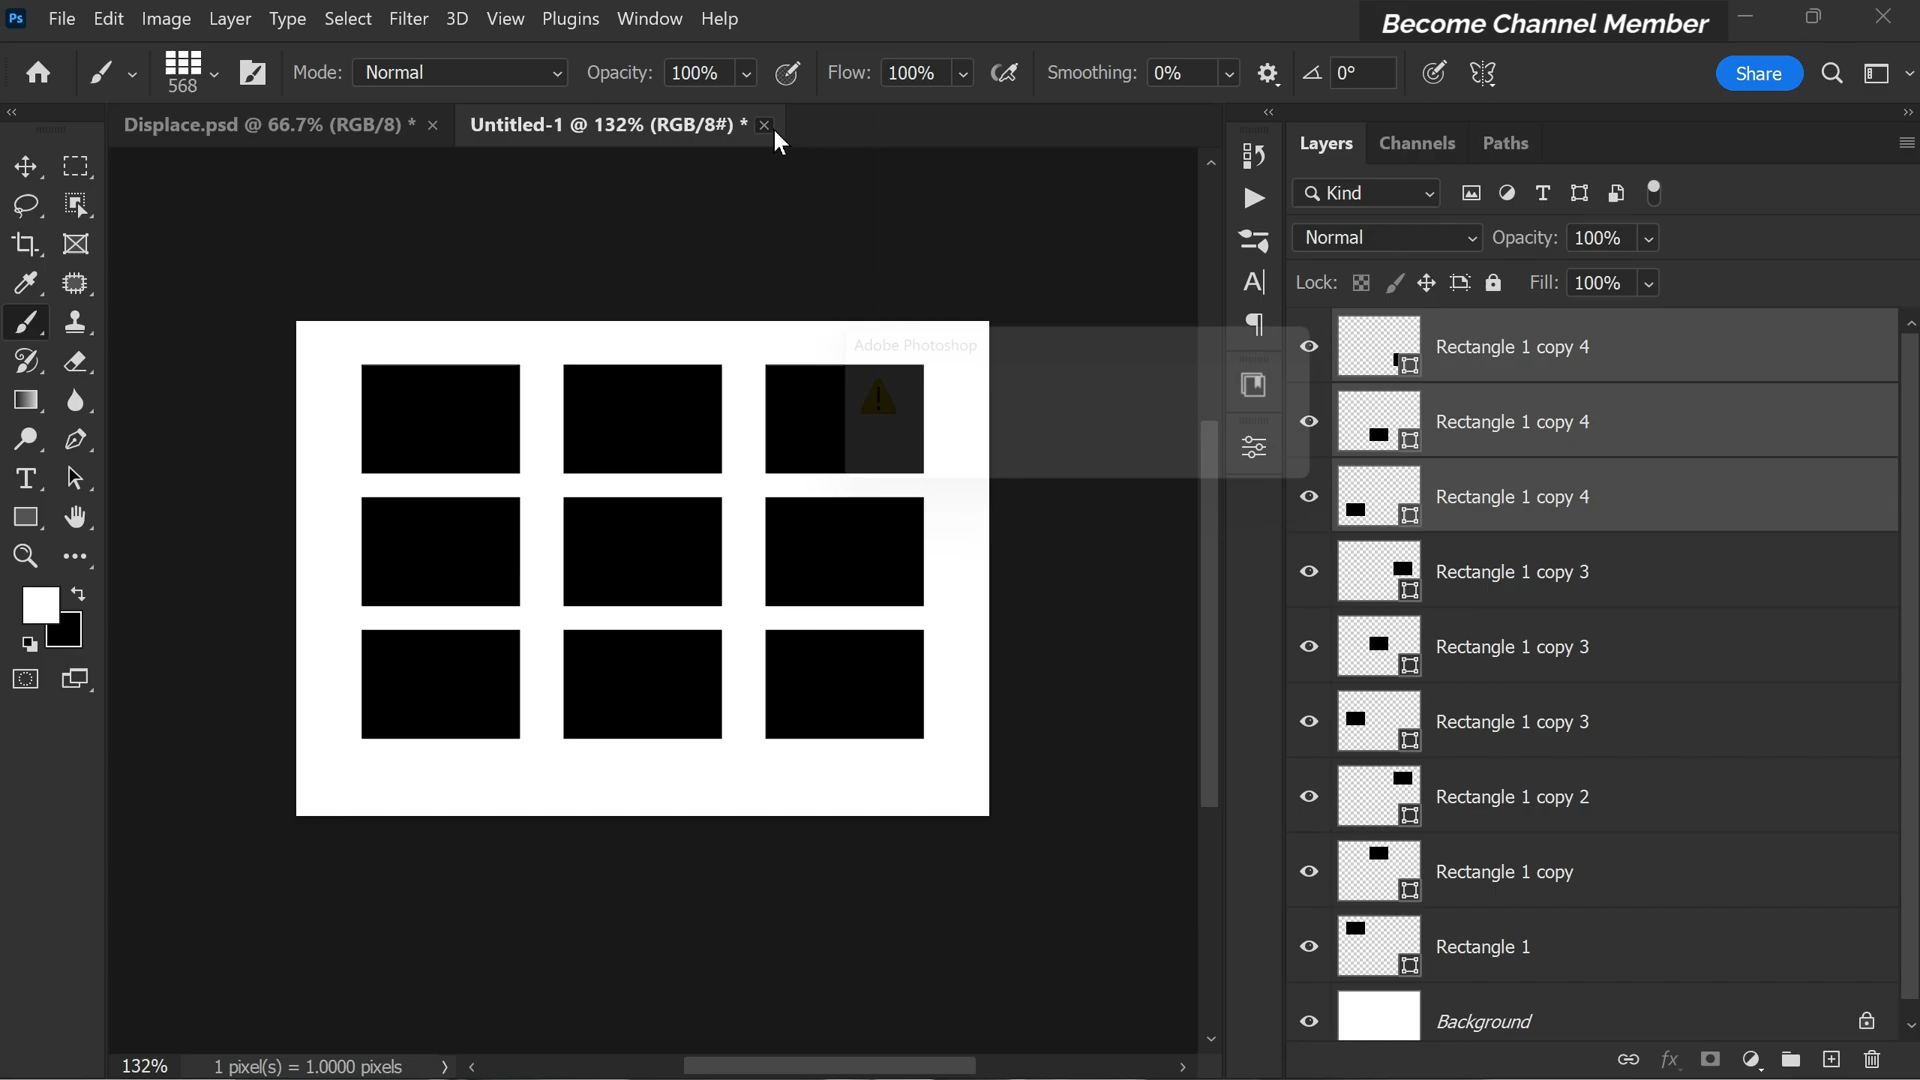 Ps File Edit Image Layer Type Select Filter 3D View Plugins Window Help Become Channel Member
568 Mode: Normal Opacity: 100% Flow: 100% Smoothing: 0% 0° Share
Displace.psd @ 66.7% (RGB/8) * Untitled-1 @ 132% (RGB/8#) *
Layers Channels Paths
Kind
Normal Opacity: 100%
Lock: Fill: 100%
Adobe Photoshop
Rectangle 1 copy 4
Rectangle 1 copy 4
Rectangle 1 copy 4
Rectangle 1 copy 3
Rectangle 1 copy 3
Rectangle 1 copy 3
Rectangle 1 copy 2
Rectangle 1 copy
Rectangle 1
Background
132% 1 pixel(s) = 1.0000 pixels